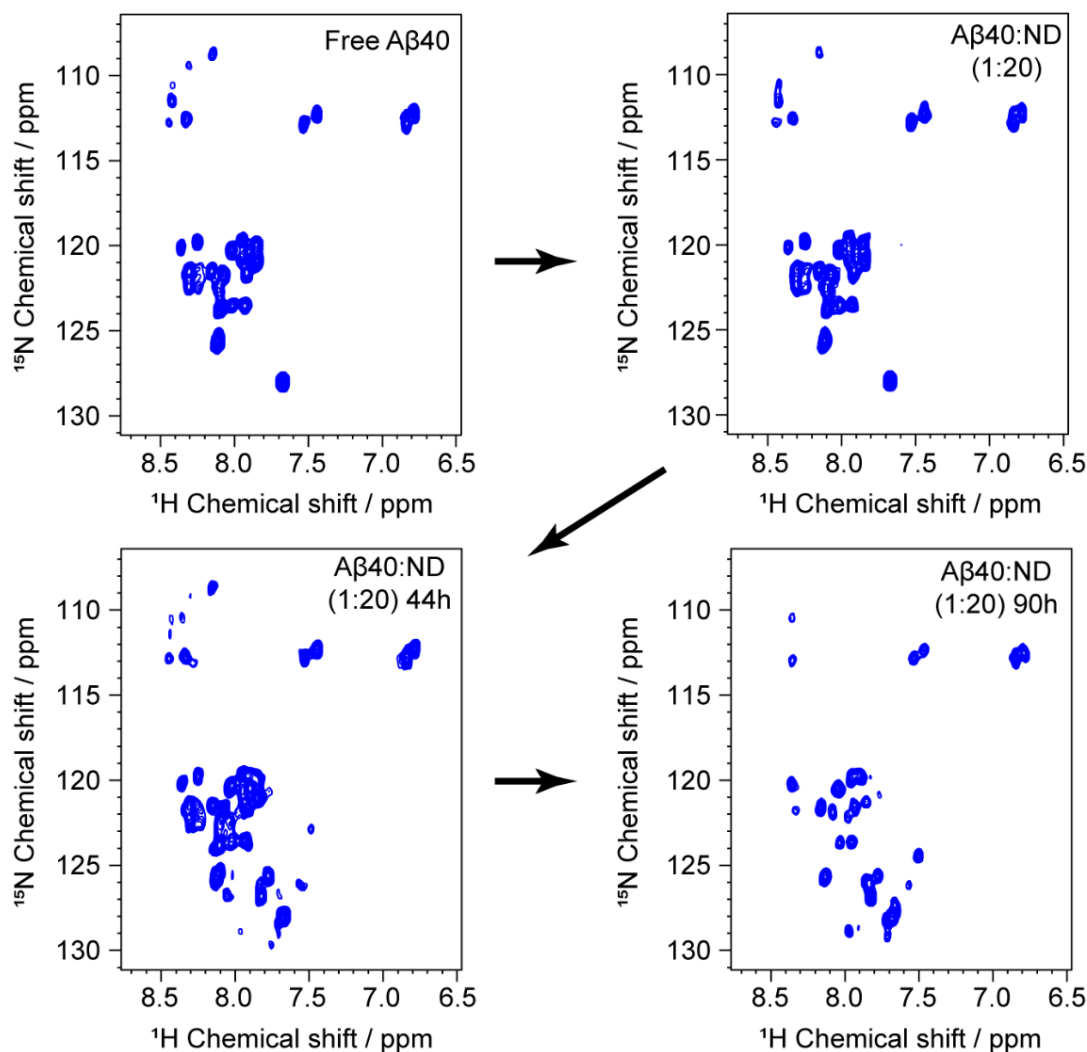 Free Aβ40
110
115
120
125
130
¹⁵N Chemical shift / ppm
8.5 8.0 7.5 7.0 6.5
¹H Chemical shift / ppm
Aβ40:ND
(1:20)
110
115
120
125
130
¹⁵N Chemical shift / ppm
8.5 8.0 7.5 7.0 6.5
¹H Chemical shift / ppm
Aβ40:ND
(1:20) 44h
110
115
120
125
130
¹⁵N Chemical shift / ppm
8.5 8.0 7.5 7.0 6.5
¹H Chemical shift / ppm
Aβ40:ND
(1:20) 90h
110
115
120
125
130
¹⁵N Chemical shift / ppm
8.5 8.0 7.5 7.0 6.5
¹H Chemical shift / ppm